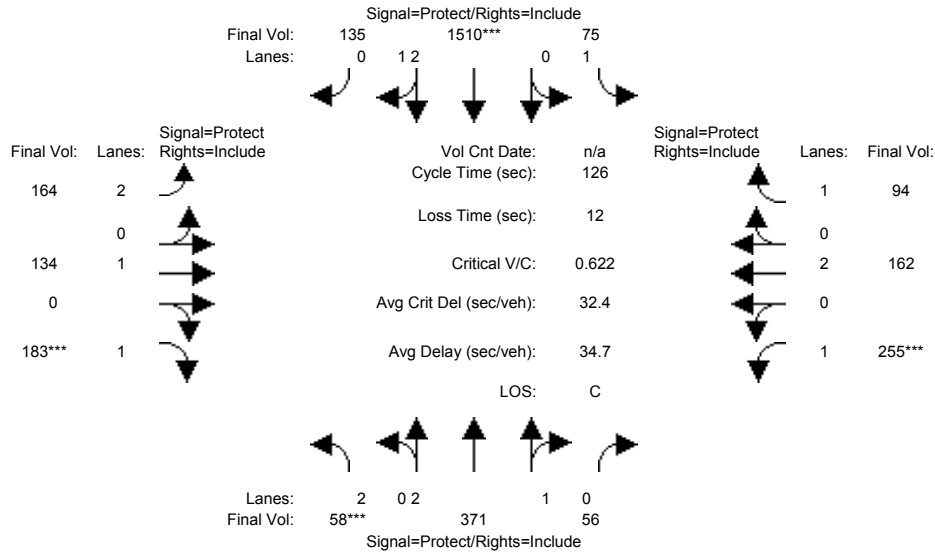 Signal=Protect/Rights=Include
Final Vol: 135 1510*** 75
Lanes: 0 1 2 0 1
Signal=Protect Signal=Protect
Final Vol: Lanes: Rights=Include Vol Cnt Date: n/a Rights=Include Lanes: Final Vol:
Cycle Time (sec): 126
164 2 1 94
Loss Time (sec): 12
0 0
134 1 Critical V/C: 0.622 2 162
0 Avg Crit Del (sec/veh): 32.4 0
183*** 1 Avg Delay (sec/veh): 34.7 1 255***
LOS: C
Lanes: 2 0 2 1 0
Final Vol: 58*** 371 56
Signal=Protect/Rights=Include